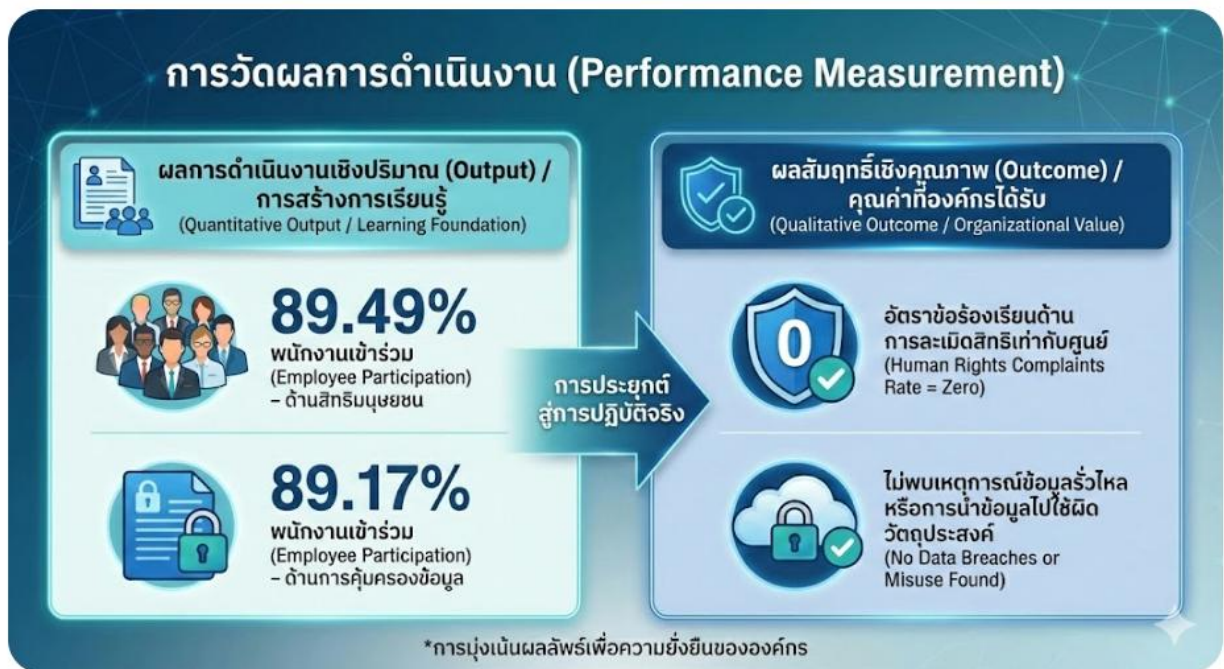 การวัดผลการดำเนินงาน (Performance Measurement)
ผลการดำเนินงานเชิงปริมาณ (Output) /
การสร้างการเรียนรู้
(Quantitative Output / Learning Foundation)
89.49%
พนักงานเข้าร่วม
(Employee Participation)
– ด้านสิทธิมนุษยชน
89.17%
พนักงานเข้าร่วม
(Employee Participation)
– ด้านการคุ้มครองข้อมูล
การประยุกต์
สู่การปฏิบัติจริง
ผลสัมฤทธิ์เชิงคุณภาพ (Outcome) /
คุณค่าที่องค์กรได้รับ
(Qualitative Outcome / Organizational Value)
0
อัตราข้อร้องเรียนด้าน
การละเมิดสิทธิเท่ากับศูนย์
(Human Rights Complaints
Rate = Zero)
ไม่พบเหตุการณ์ข้อมูลรั่วไหล
หรือการนำข้อมูลไปใช้ผิด
วัตถุประสงค์
(No Data Breaches or
Misuse Found)
*การมุ่งเน้นผลลัพธ์เพื่อความยั่งยืนขององค์กร